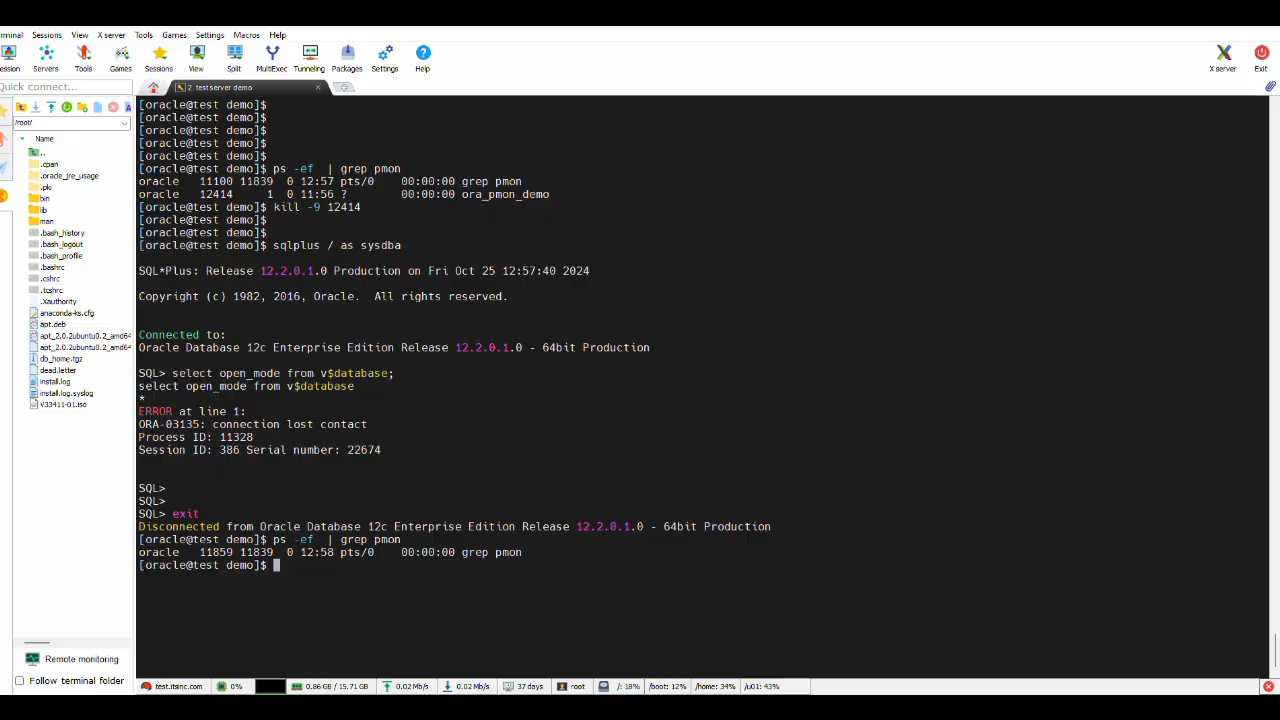 rminal Sessions View X server Tools Games Settings Macros Help
ession Servers Tools Games Sessions View Split MultiExec Tunneling Packages Settings Help X server Exit
Quick connect...
2. test server demo
/root/
Name
..
.cpan
.oracle_jre_usage
.pki
bin
lib
man
.bash_history
.bash_logout
.bash_profile
.bashrc
.cshrc
.tcshrc
.Xauthority
anaconda-ks.cfg
apt.deb
apt_2.0.2ubuntu0.2_amd64
apt_2.0.2ubuntu0.2_amd64
db_home.tgz
dead.letter
install.log
install.log.syslog
V33411-01.iso
Remote monitoring
Follow terminal folder
[oracle@test demo]$
[oracle@test demo]$
[oracle@test demo]$
[oracle@test demo]$
[oracle@test demo]$
[oracle@test demo]$ ps -ef | grep pmon
oracle 11100 11839 0 12:57 pts/0 00:00:00 grep pmon
oracle 12414 1 0 11:56 ? 00:00:00 ora_pmon_demo
[oracle@test demo]$ kill -9 12414
[oracle@test demo]$
[oracle@test demo]$
[oracle@test demo]$ sqlplus / as sysdba
SQL*Plus: Release 12.2.0.1.0 Production on Fri Oct 25 12:57:40 2024
Copyright (c) 1982, 2016, Oracle. All rights reserved.
Connected to:
Oracle Database 12c Enterprise Edition Release 12.2.0.1.0 - 64bit Production
SQL> select open_mode from v$database;
select open_mode from v$database
*
ERROR at line 1:
ORA-03135: connection lost contact
Process ID: 11328
Session ID: 386 Serial number: 22674
SQL>
SQL>
SQL> exit
Disconnected from Oracle Database 12c Enterprise Edition Release 12.2.0.1.0 - 64bit Production
[oracle@test demo]$ ps -ef | grep pmon
oracle 11859 11839 0 12:58 pts/0 00:00:00 grep pmon
[oracle@test demo]$
test.itsinc.com 0% 0.86 GB / 15.71 GB 0.02 Mb/s 0.02 Mb/s 37 days root /: 18% /boot: 12% /home: 34% /u01: 43%